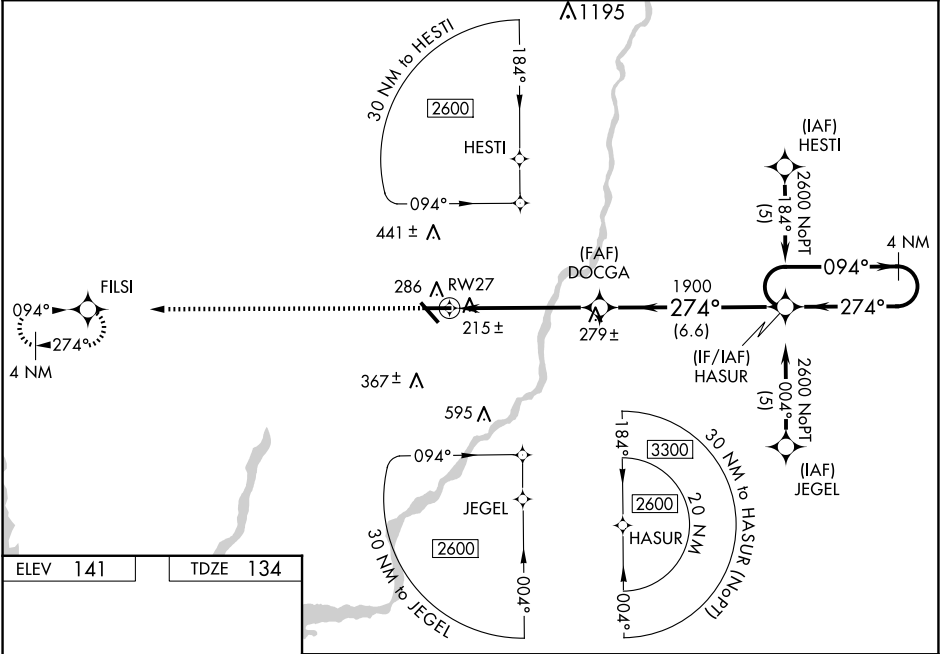 1195
30 NM to HESTI
184°
2600
HESTI
094°
441 ±
(IAF)
HESTI
2600 NoPT
184°
(5)
4 NM
094°
274°
(FAF)
DOCGA
1900
274°
(6.6)
279±
(IF/IAF)
HASUR
286
RW27
215 ±
FILSI
094°
274°
4 NM
367±
595
2600 NoPT
004°
(5)
(IAF)
JEGEL
094°
JEGEL
2600
004°
30 NM to JEGEL
184°
3300
2600
HASUR
20 NM
30 NM to HASUR (NoPT)
004°
ELEV 141
TDZE 134